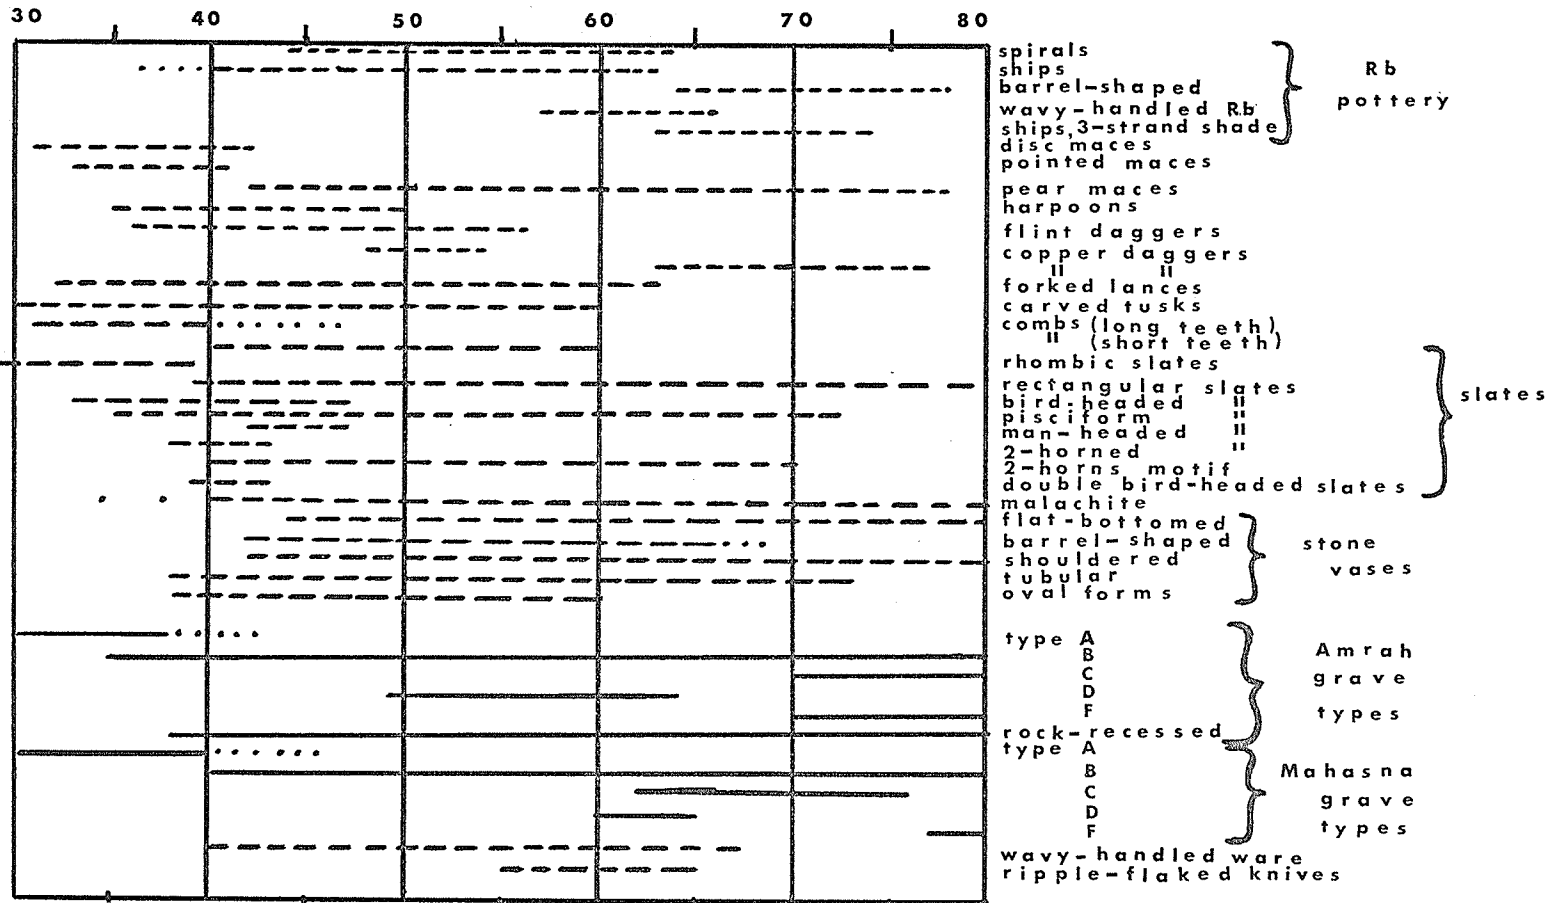 30 40 50 60 70 80
spirals
ships
barrel-shaped
wavy-handled Rb
ships, 3-strand shade
Rb
pottery
disc maces
pointed maces
pear maces
harpoons
flint daggers
copper daggers
" "
forked lances
carved tusks
combs (long teeth)
" (short teeth)
rhombic slates
rectangular slates
bird-headed "
pisciform "
man-headed "
2-horned "
2-horns motif
double bird-headed slates
slates
malachite
flat-bottomed
barrel-shaped
shouldered
tubular
oval forms
stone
vases
type A
B
C
D
F
rock-recessed
Amrah
grave
types
type A
B
C
D
F
Mahasna
grave
types
wavy-handled ware
ripple-flaked knives